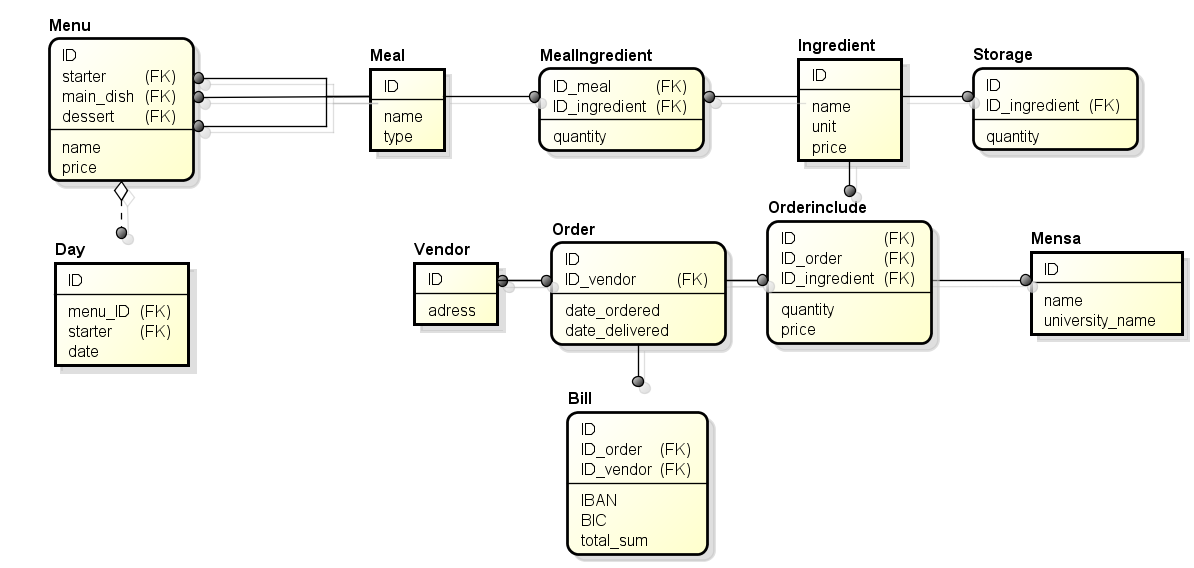 Menu
ID
starter (FK)
main_dish (FK)
dessert (FK)
name
price
Meal
ID
name
type
MealIngredient
ID_meal (FK)
ID_ingredient (FK)
quantity
Ingredient
ID
name
unit
price
Storage
ID
ID_ingredient (FK)
quantity
Day
ID
menu_ID (FK)
starter (FK)
date
Vendor
ID
adress
Order
ID
ID_vendor (FK)
date_ordered
date_delivered
Orderinclude
ID (FK)
ID_order (FK)
ID_ingredient (FK)
quantity
price
Mensa
ID
name
university_name
Bill
ID
ID_order (FK)
ID_vendor (FK)
IBAN
BIC
total_sum